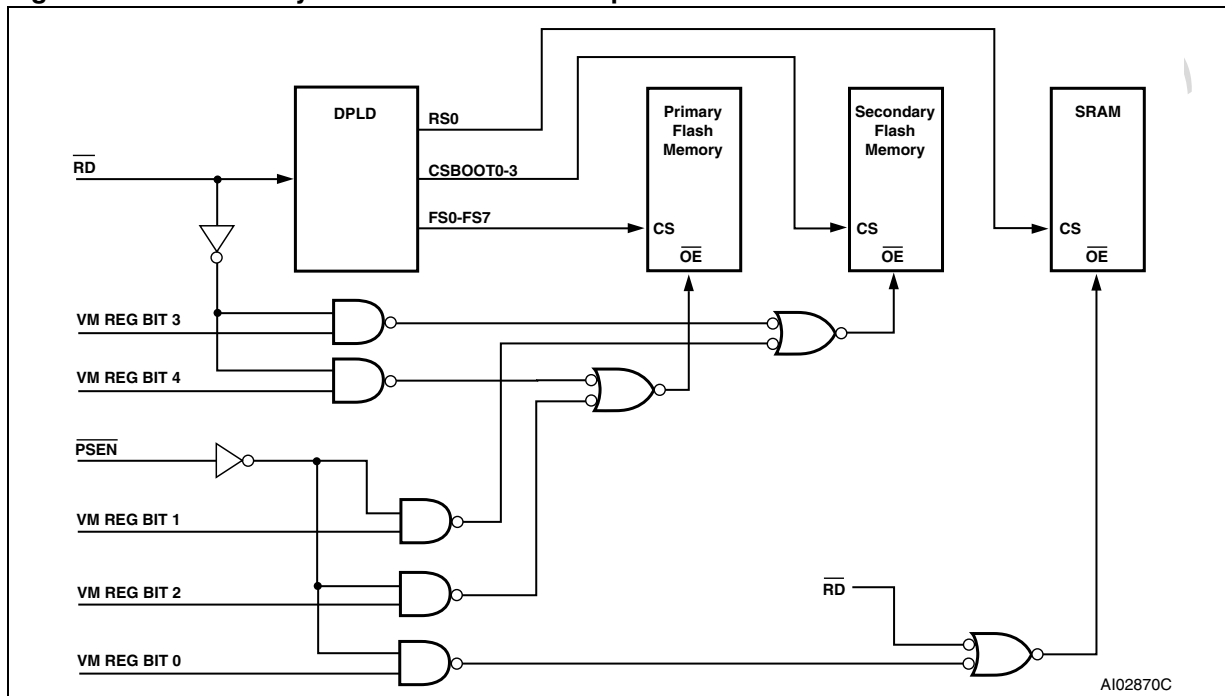 DPLD
RS0
CSBOOT0-3
FS0-FS7
Primary
Flash
Memory
CS
OE
Secondary
Flash
Memory
CS
OE
SRAM
CS
OE
RD
VM REG BIT 3
VM REG BIT 4
PSEN
VM REG BIT 1
VM REG BIT 2
VM REG BIT 0
RD
AI02870C